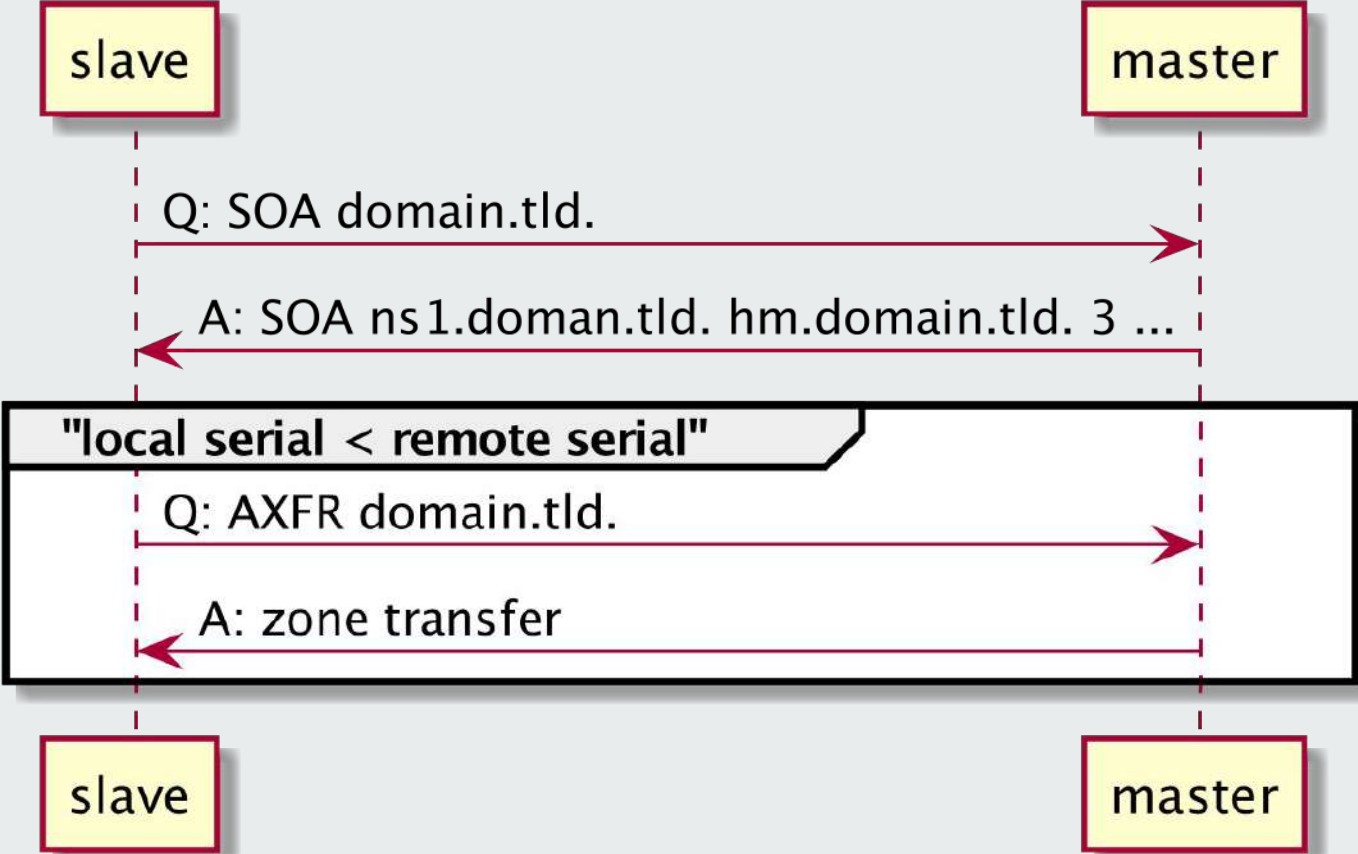 slave
master
Q: SOA domain.tld.
A: SOA ns1.doman.tld. hm.domain.tld. 3 ...
"local serial < remote serial"
Q: AXFR domain.tld.
A: zone transfer
slave
master